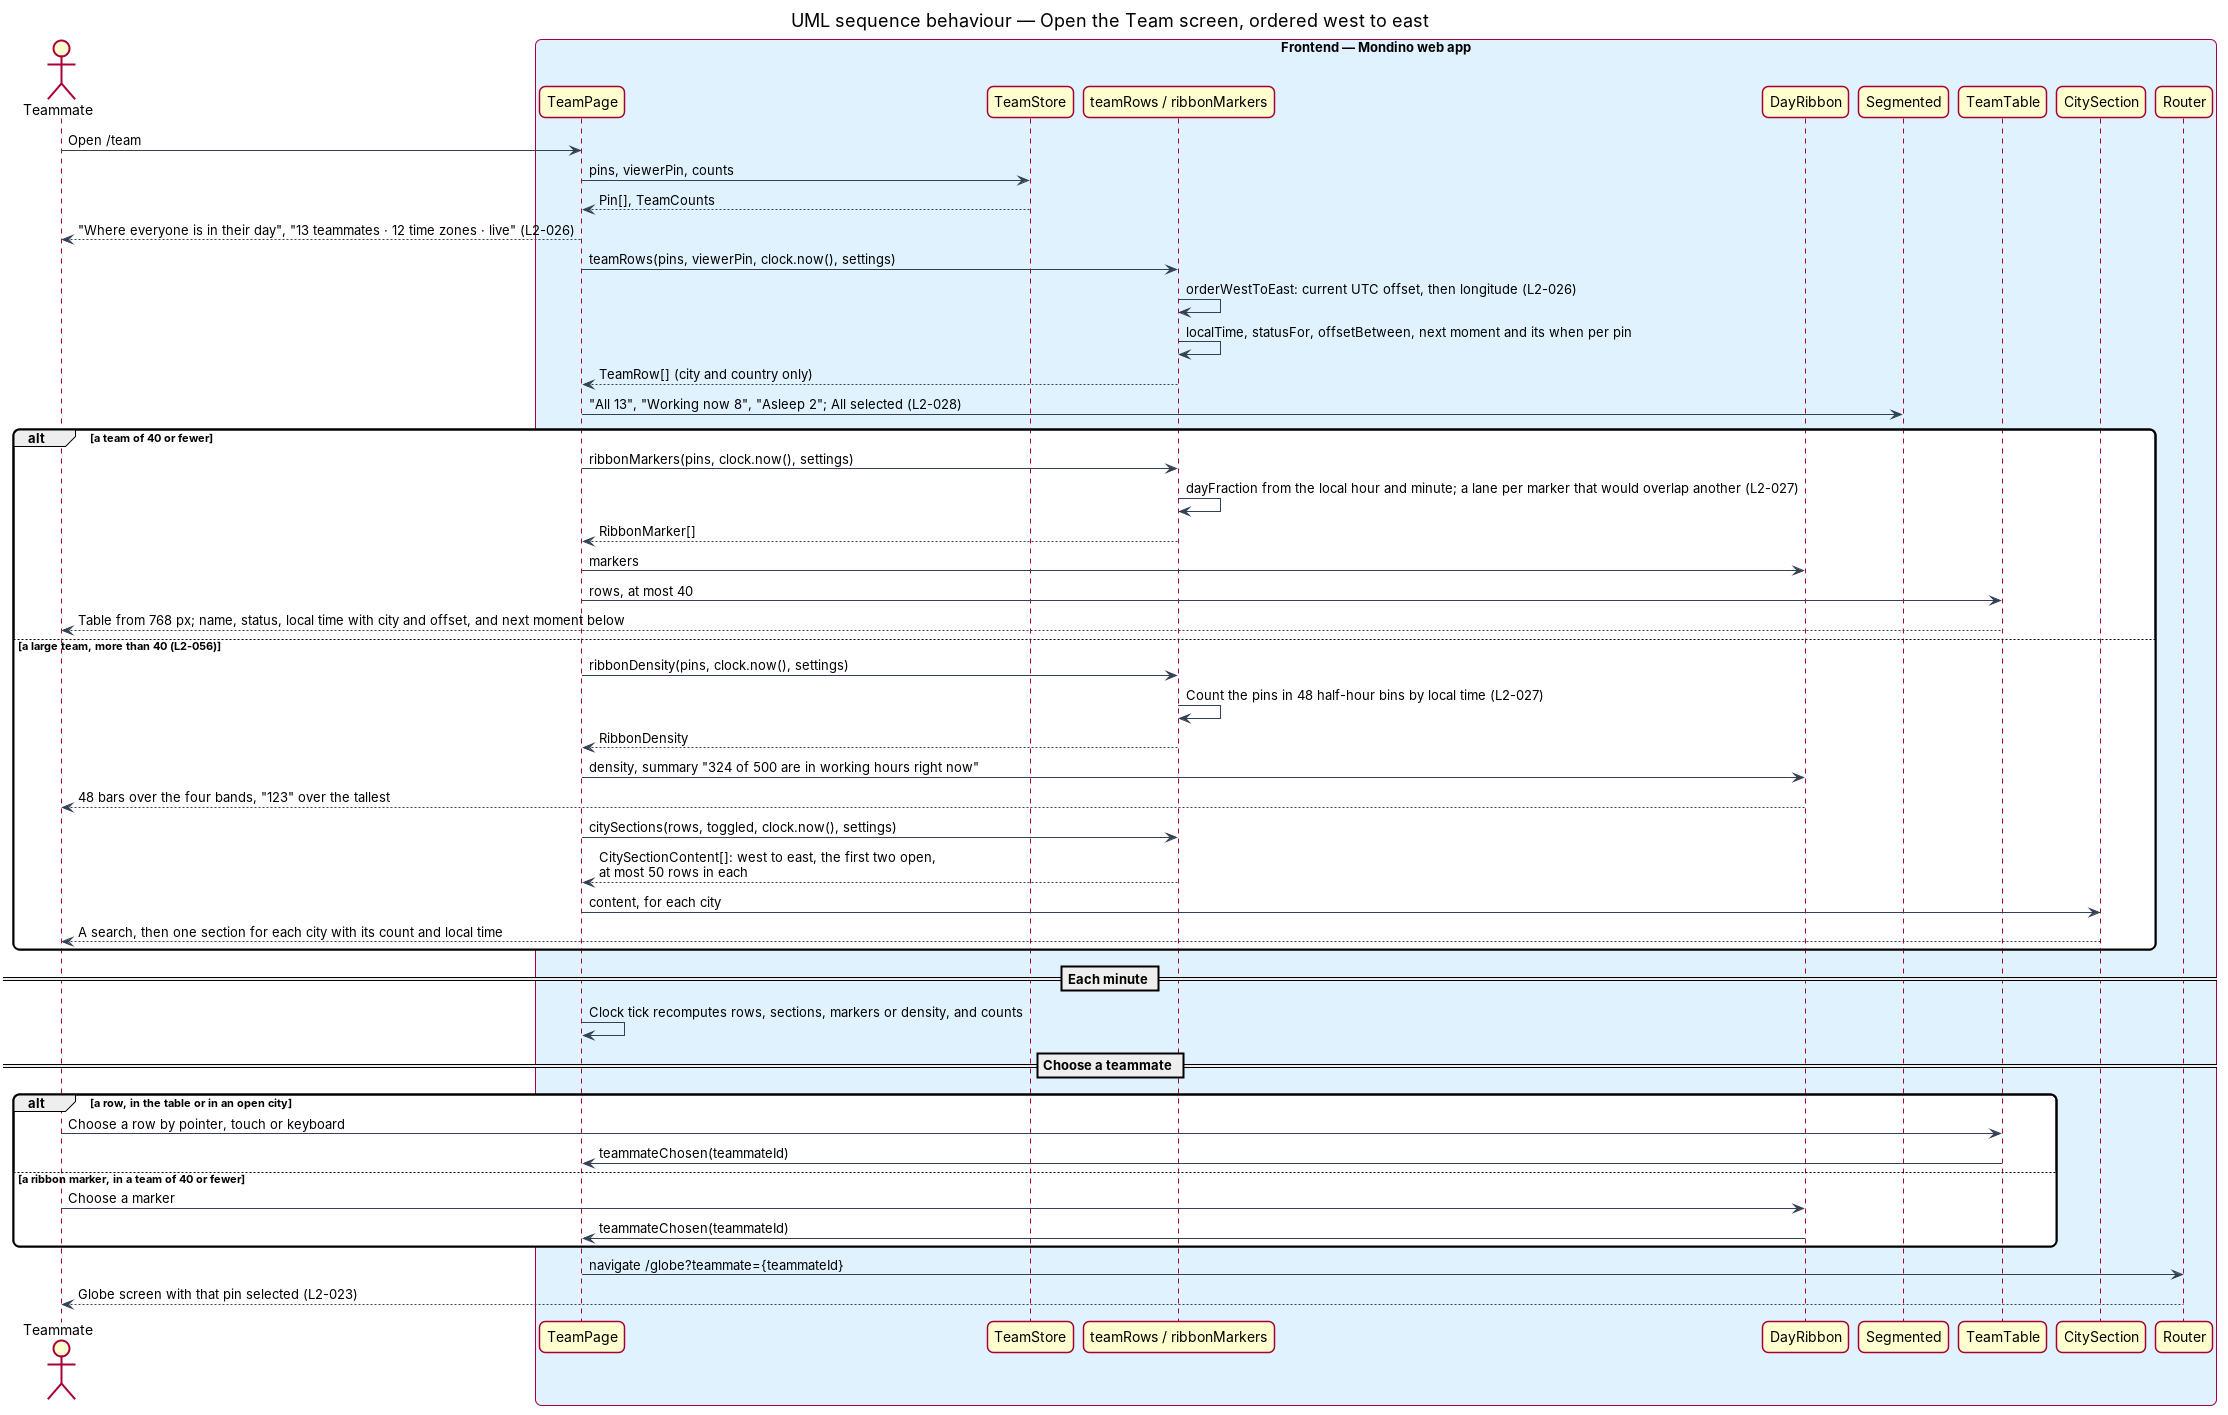 UML sequence behaviour — Open the Team screen, ordered west to east
Frontend — Mondino web app
Teammate
TeamPage
TeamStore
teamRows / ribbonMarkers
DayRibbon
Segmented
TeamTable
CitySection
Router
Open /team
pins, viewerPin, counts
Pin[], TeamCounts
"Where everyone is in their day", "13 teammates · 12 time zones · live" (L2-026)
teamRows(pins, viewerPin, clock.now(), settings)
orderWestToEast: current UTC offset, then longitude (L2-026)
localTime, statusFor, offsetBetween, next moment and its when per pin
TeamRow[] (city and country only)
"All 13", "Working now 8", "Asleep 2"; All selected (L2-028)
alt
[a team of 40 or fewer]
ribbonMarkers(pins, clock.now(), settings)
dayFraction from the local hour and minute; a lane per marker that would overlap another (L2-027)
RibbonMarker[]
markers
rows, at most 40
Table from 768 px; name, status, local time with city and offset, and next moment below
[a large team, more than 40 (L2-056)]
ribbonDensity(pins, clock.now(), settings)
Count the pins in 48 half-hour bins by local time (L2-027)
RibbonDensity
density, summary "324 of 500 are in working hours right now"
48 bars over the four bands, "123" over the tallest
citySections(rows, toggled, clock.now(), settings)
CitySectionContent[]: west to east, the first two open,
at most 50 rows in each
content, for each city
A search, then one section for each city with its count and local time
Each minute
Clock tick recomputes rows, sections, markers or density, and counts
Choose a teammate
alt
[a row, in the table or in an open city]
Choose a row by pointer, touch or keyboard
teammateChosen(teammateId)
[a ribbon marker, in a team of 40 or fewer]
Choose a marker
teammateChosen(teammateId)
navigate /globe?teammate={teammateId}
Globe screen with that pin selected (L2-023)
Teammate
TeamPage
TeamStore
teamRows / ribbonMarkers
DayRibbon
Segmented
TeamTable
CitySection
Router